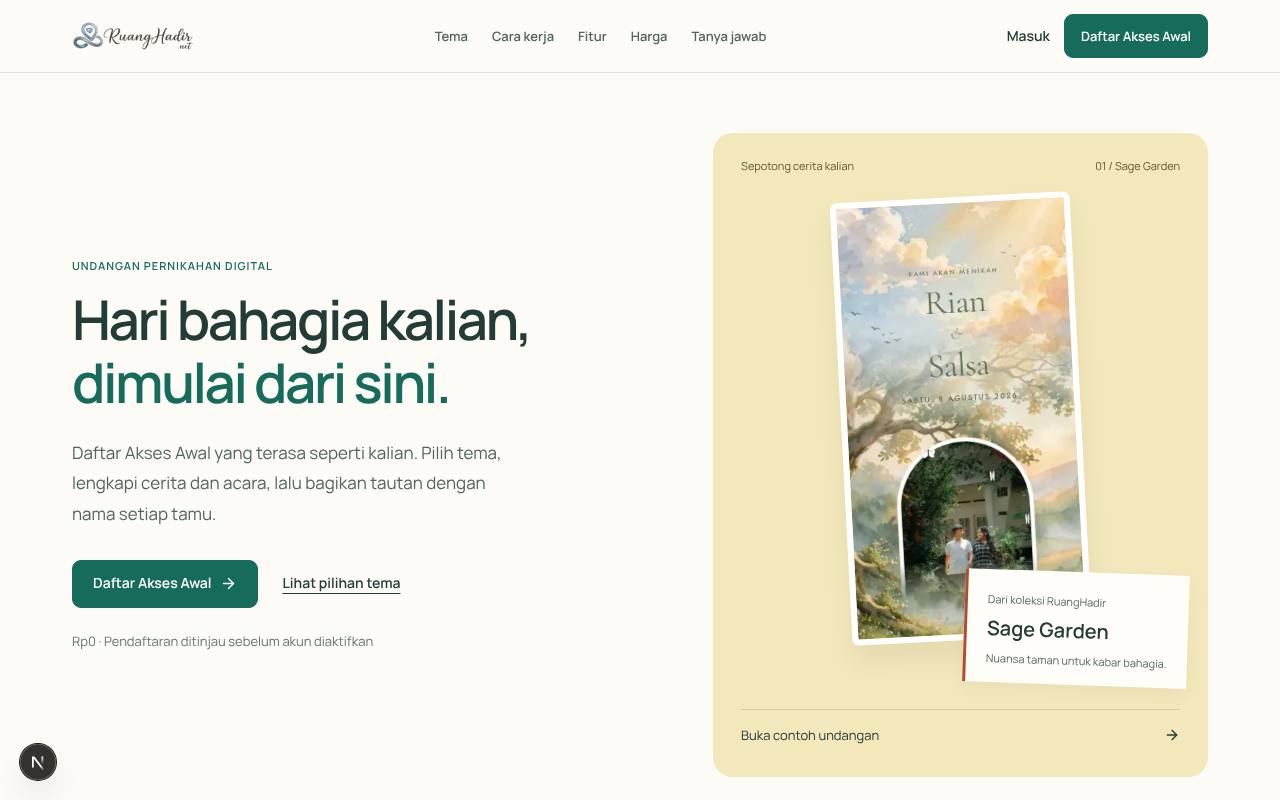 RuangHadir
.net
Tema
Cara kerja
Fitur
Harga
Tanya jawab
Masuk
Daftar Akses Awal
UNDANGAN PERNIKAHAN DIGITAL
Hari bahagia kalian,
dimulai dari sini.
Daftar Akses Awal yang terasa seperti kalian. Pilih tema,
lengkapi cerita dan acara, lalu bagikan tautan dengan
nama setiap tamu.
Daftar Akses Awal
Lihat pilihan tema
Rp0 · Pendaftaran ditinjau sebelum akun diaktifkan
N
Sepotong cerita kalian
01 / Sage Garden
KAMI AKAN MENIKAH
Rian
&
Salsa
SABTU, 8 AGUSTUS 2026
Dari koleksi RuangHadir
Sage Garden
Nuansa taman untuk kabar bahagia.
Buka contoh undangan